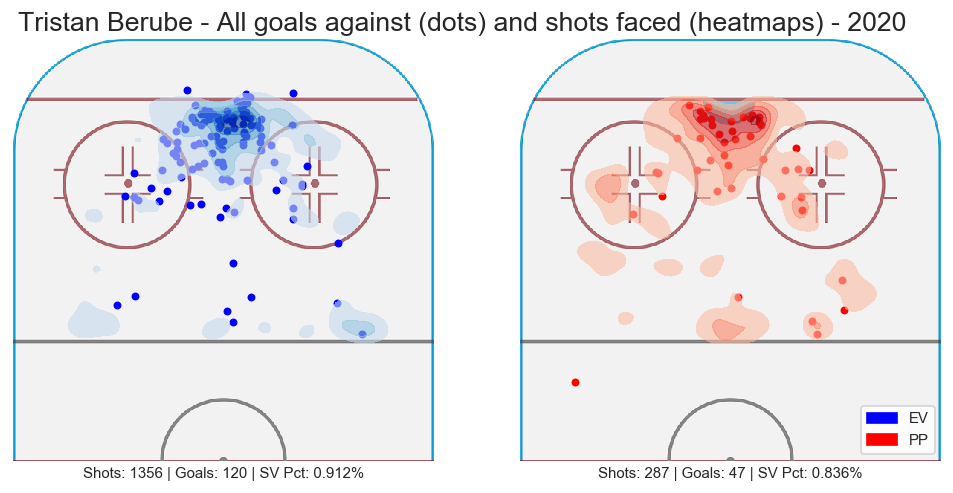 Tristan Berube - All goals against (dots) and shots faced (heatmaps) - 2020
EV
PP
Shots: 1356 | Goals: 120 | SV Pct: 0.912%
Shots: 287 | Goals: 47 | SV Pct: 0.836%